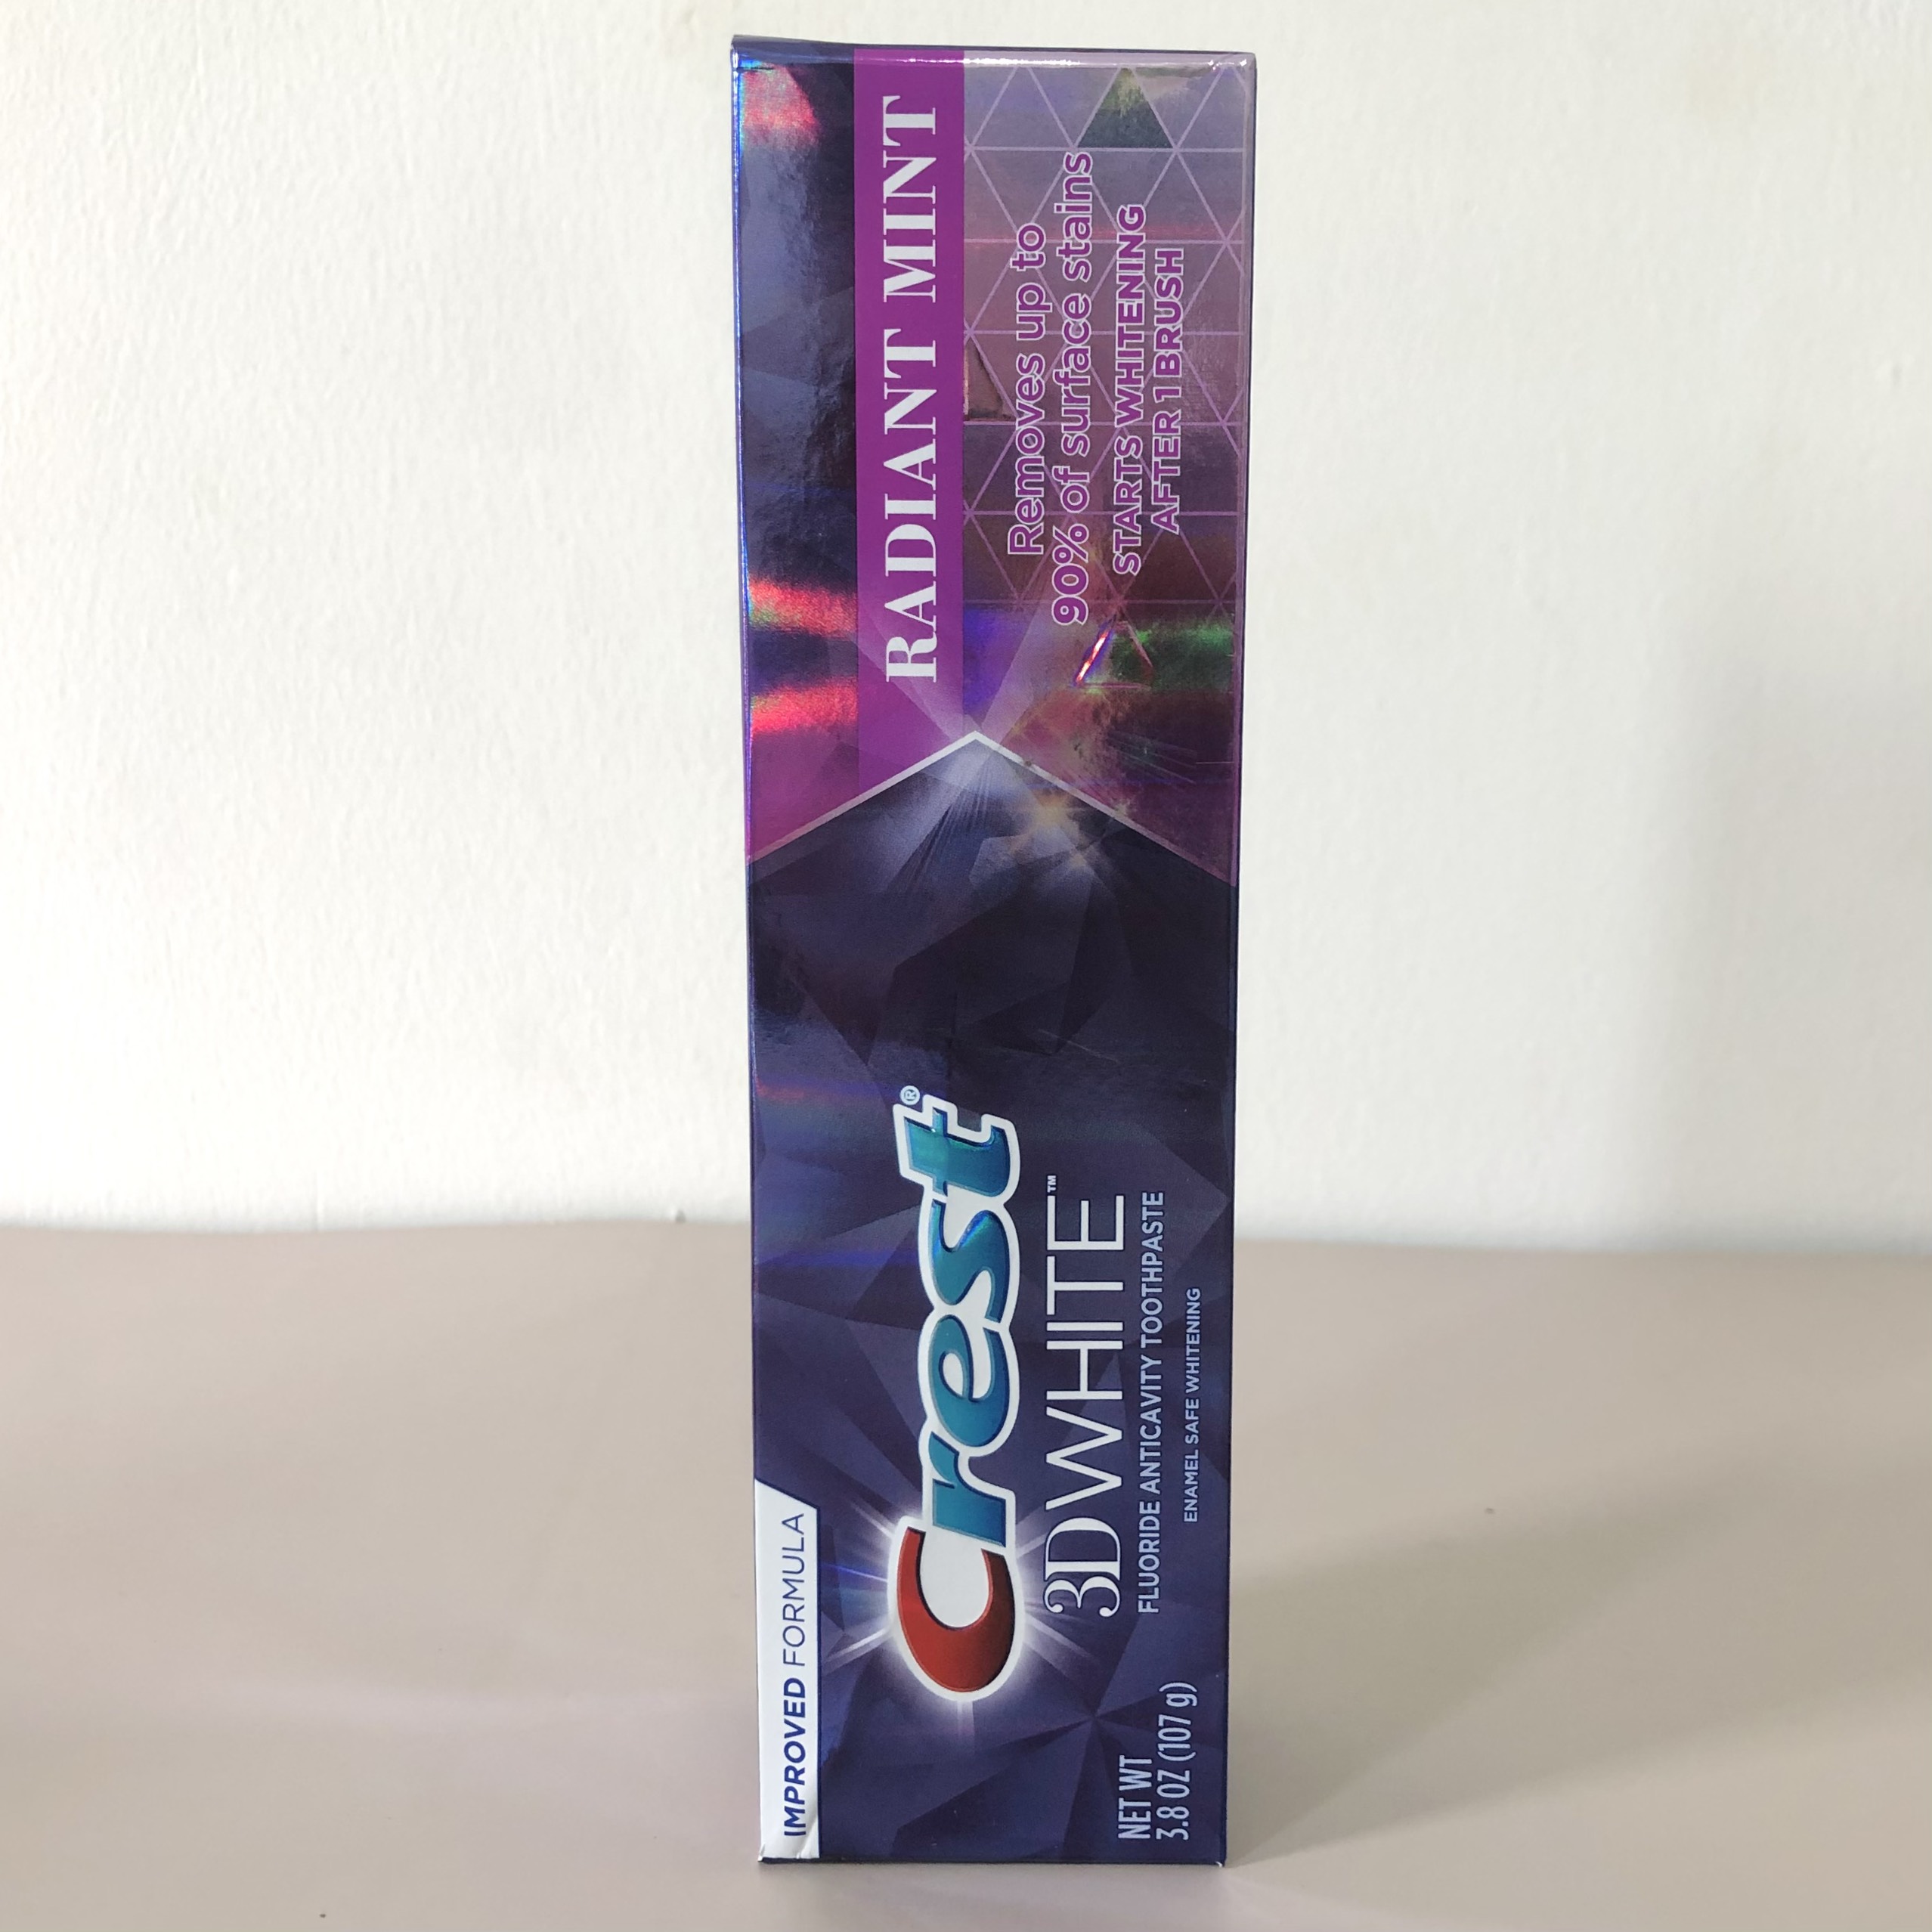 IMPROVED FORMULA
Crest®
3D WHITE™
FLUORIDE ANTICAVITY TOOTHPASTE
ENAMEL SAFE WHITENING
NET WT
3.8 OZ (107 g)
RADIANT MINT
Removes up to
90% of surface stains
STARTS WHITENING
AFTER 1 BRUSH